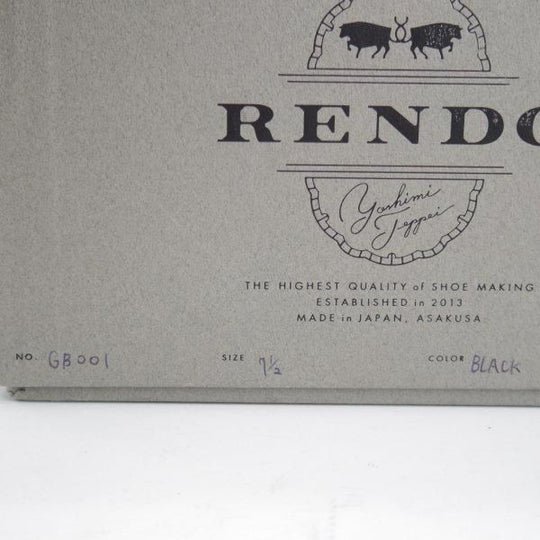 RENDO
Yoshimi
Teppei
THE HIGHEST QUALITY of SHOE MAKING
ESTABLISHED in 2013
MADE in JAPAN, ASAKUSA
NO. GB001 SIZE 7½ COLOR BLACK